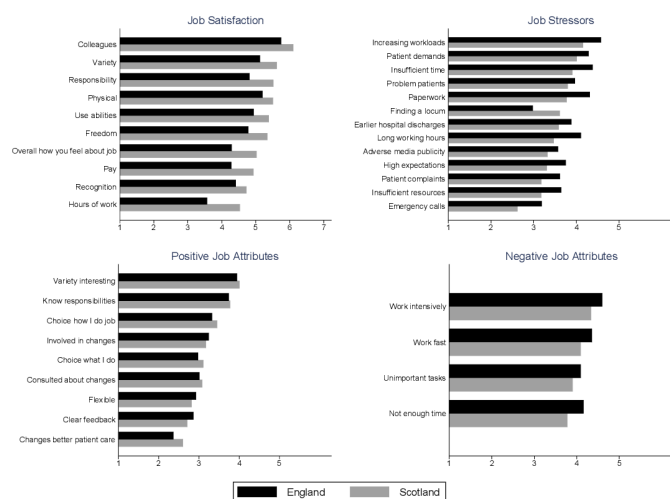 Job Satisfaction
Colleagues
Variety
Responsibility
Physical
Use abilities
Freedom
Overall how you feel about job
Pay
Recognition
Hours of work
1 2 3 4 5 6 7
Job Stressors
Increasing workloads
Patient demands
Insufficient time
Problem patients
Paperwork
Finding a locum
Earlier hospital discharges
Long working hours
Adverse media publicity
High expectations
Patient complaints
Insufficient resources
Emergency calls
1 2 3 4 5
Positive Job Attributes
Variety interesting
Know responsibilities
Choice how I do job
Involved in changes
Choice what I do
Consulted about changes
Flexible
Clear feedback
Changes better patient care
1 2 3 4 5
Negative Job Attributes
Work intensively
Work fast
Unimportant tasks
Not enough time
1 2 3 4 5
England Scotland